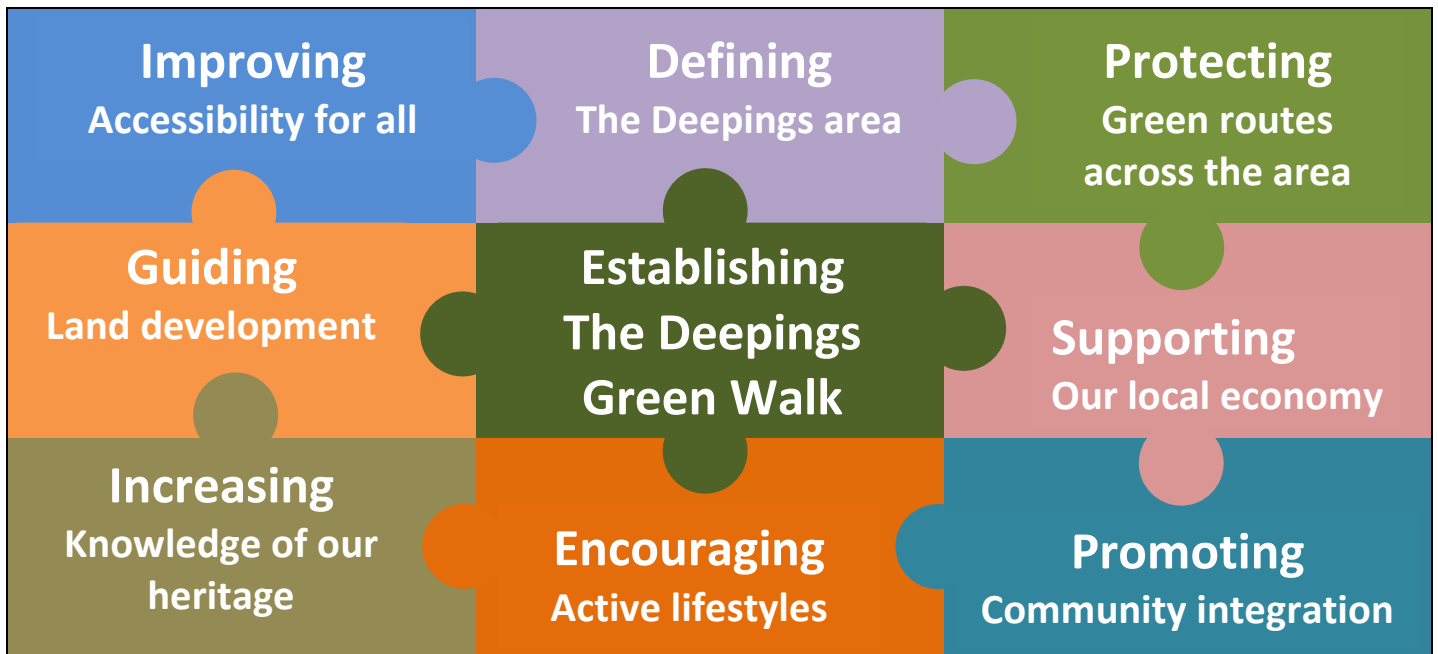 Improving
Accessibility for all
Defining
The Deepings area
Protecting
Green routes
across the area
Guiding
Land development
Establishing
The Deepings
Green Walk
Supporting
Our local economy
Increasing
Knowledge of our
heritage
Encouraging
Active lifestyles
Promoting
Community integration